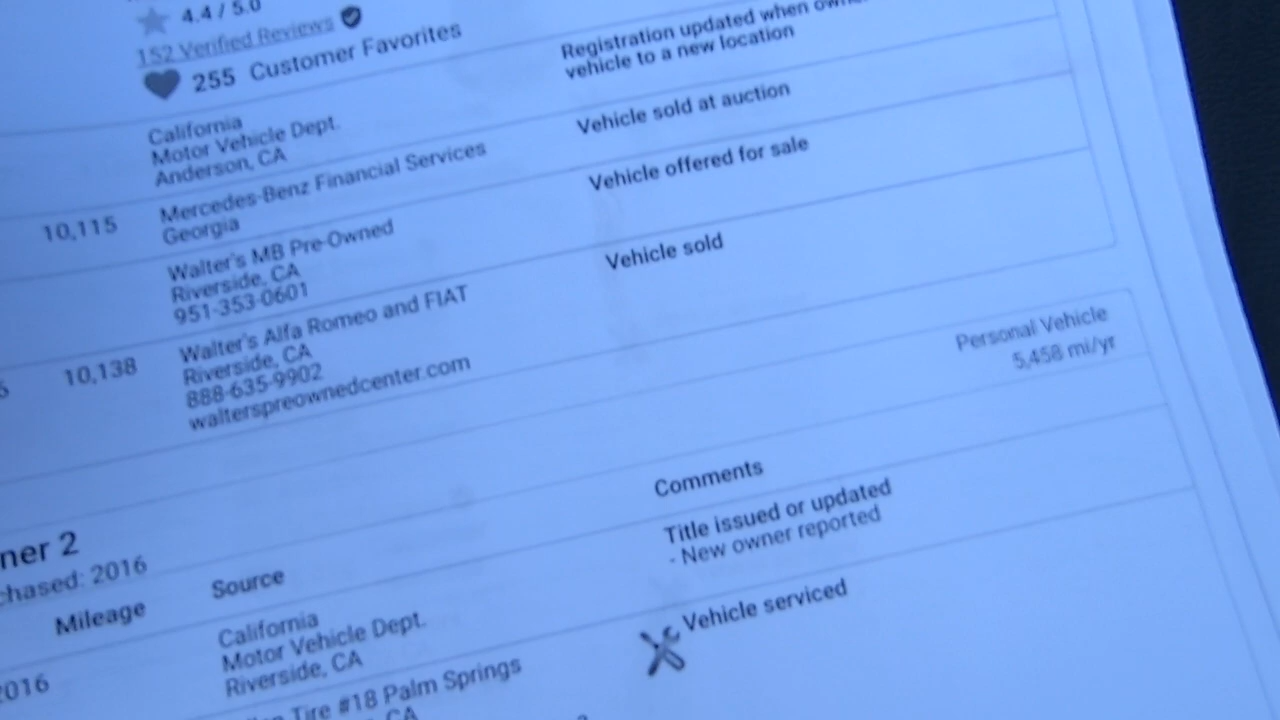 4.4 / 5.0
152 Verified Reviews
255 Customer Favorites
Registration updated when
vehicle to a new location
California
Motor Vehicle Dept.
Anderson, CA
10,115
Mercedes-Benz Financial Services
Georgia
Vehicle sold at auction
Walter's MB Pre-Owned
Riverside, CA
951-353-0601
Vehicle offered for sale
10,138
Walter's Alfa Romeo and FIAT
Riverside, CA
888-635-9902
walterspreownedcenter.com
Vehicle sold
Personal Vehicle
5,458 mi/yr
ner 2
chased: 2016
Mileage
Source
Comments
2016
California
Motor Vehicle Dept.
Riverside, CA
Title issued or updated
- New owner reported
Tire #18 Palm Springs
CA
Vehicle serviced